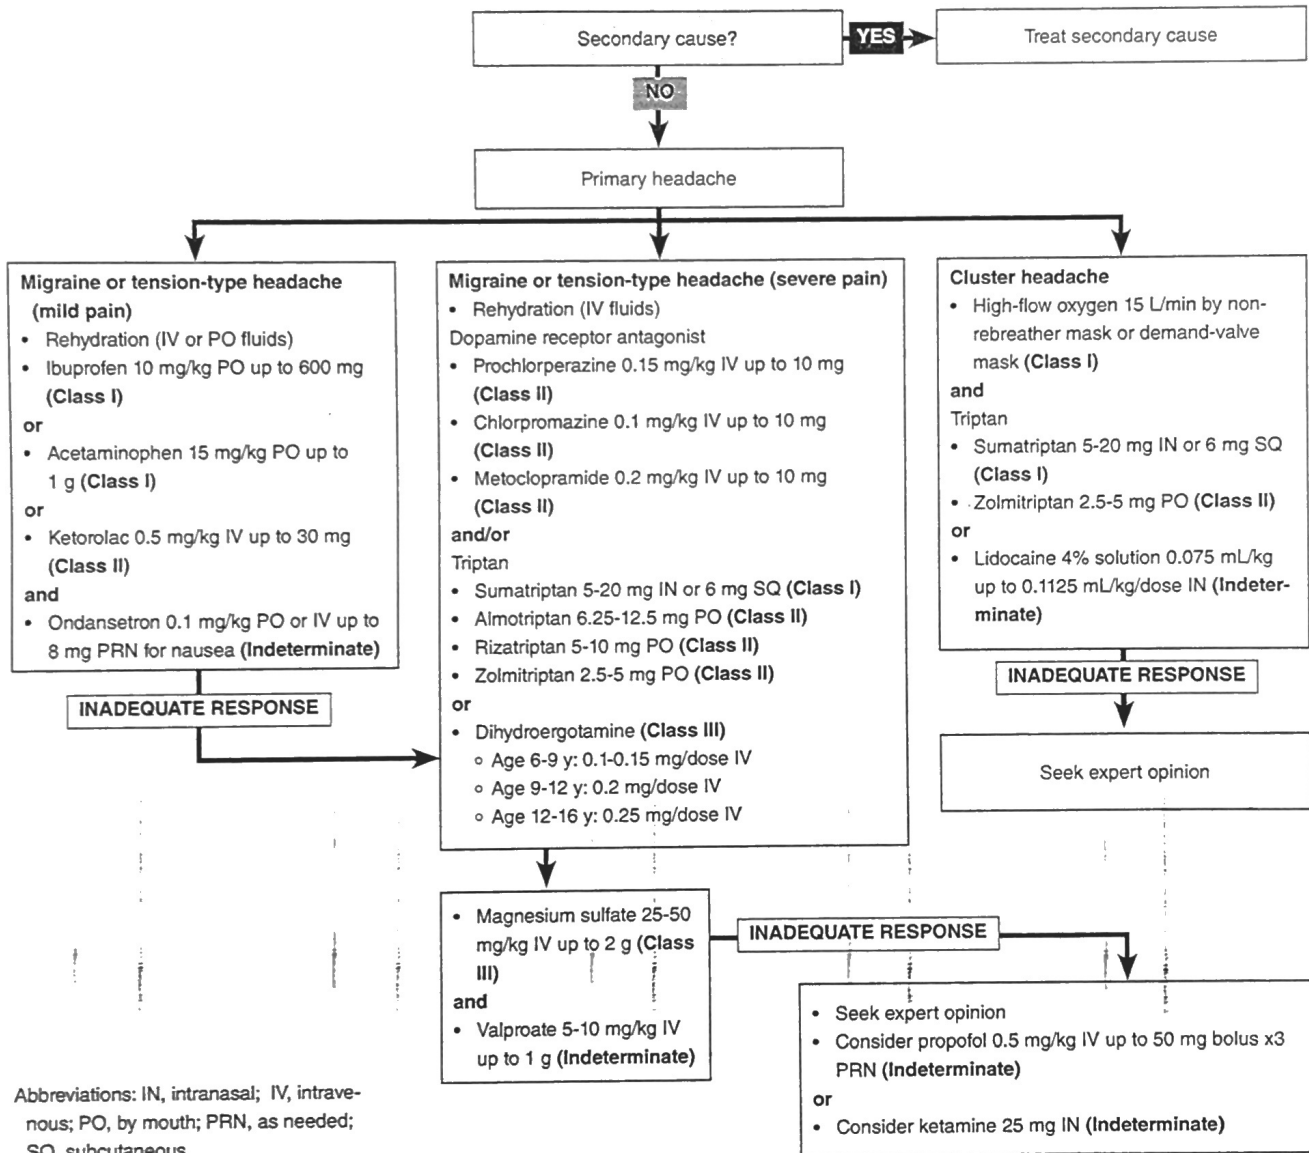 Secondary cause?
YES
Treat secondary cause
NO
Primary headache
Migraine or tension-type headache
(mild pain)
• Rehydration (IV or PO fluids)
• Ibuprofen 10 mg/kg PO up to 600 mg
(Class I)
or
• Acetaminophen 15 mg/kg PO up to
1 g (Class I)
or
• Ketorolac 0.5 mg/kg IV up to 30 mg
(Class II)
and
• Ondansetron 0.1 mg/kg PO or IV up to
8 mg PRN for nausea (Indeterminate)
INADEQUATE RESPONSE
Migraine or tension-type headache (severe pain)
• Rehydration (IV fluids)
Dopamine receptor antagonist
• Prochlorperazine 0.15 mg/kg IV up to 10 mg
(Class II)
• Chlorpromazine 0.1 mg/kg IV up to 10 mg
(Class II)
• Metoclopramide 0.2 mg/kg IV up to 10 mg
(Class II)
and/or
Triptan
• Sumatriptan 5-20 mg IN or 6 mg SQ (Class I)
• Almotriptan 6.25-12.5 mg PO (Class II)
• Rizatriptan 5-10 mg PO (Class II)
• Zolmitriptan 2.5-5 mg PO (Class II)
or
• Dihydroergotamine (Class III)
○ Age 6-9 y: 0.1-0.15 mg/dose IV
○ Age 9-12 y: 0.2 mg/dose IV
○ Age 12-16 y: 0.25 mg/dose IV
Cluster headache
• High-flow oxygen 15 L/min by non-
rebreather mask or demand-valve
mask (Class I)
and
Triptan
• Sumatriptan 5-20 mg IN or 6 mg SQ
(Class I)
• Zolmitriptan 2.5-5 mg PO (Class II)
or
• Lidocaine 4% solution 0.075 mL/kg
up to 0.1125 mL/kg/dose IN (Indeter-
minate)
INADEQUATE RESPONSE
Seek expert opinion
• Magnesium sulfate 25-50
mg/kg IV up to 2 g (Class
III)
and
• Valproate 5-10 mg/kg IV
up to 1 g (Indeterminate)
INADEQUATE RESPONSE
• Seek expert opinion
• Consider propofol 0.5 mg/kg IV up to 50 mg bolus x3
PRN (Indeterminate)
or
• Consider ketamine 25 mg IN (Indeterminate)
Abbreviations: IN, intranasal; IV, intrave-
nous; PO, by mouth; PRN, as needed;
SQ, subcutaneous